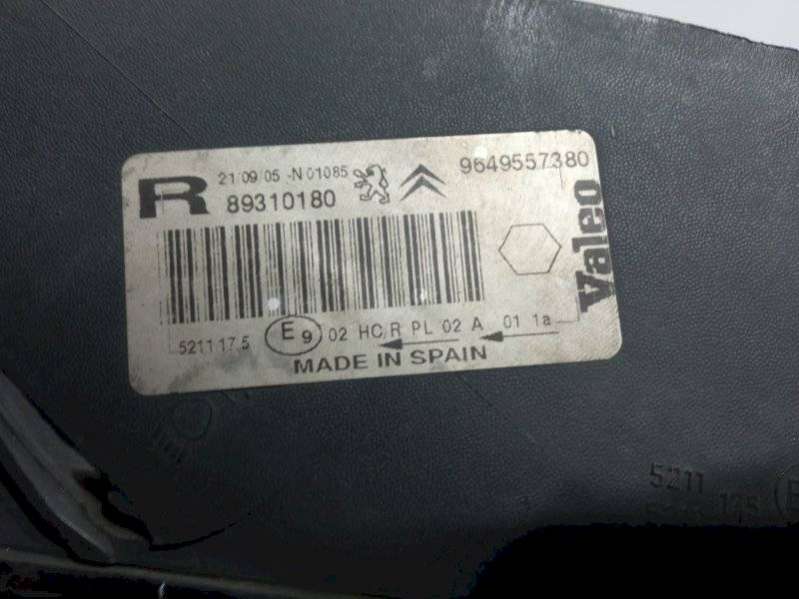 R 21 09 05 -N 01085 9649557380
89310180
Valeo
5211 17.5 E9 02 HC/R PL 02 A 01 1a
MADE IN SPAIN
5211
175